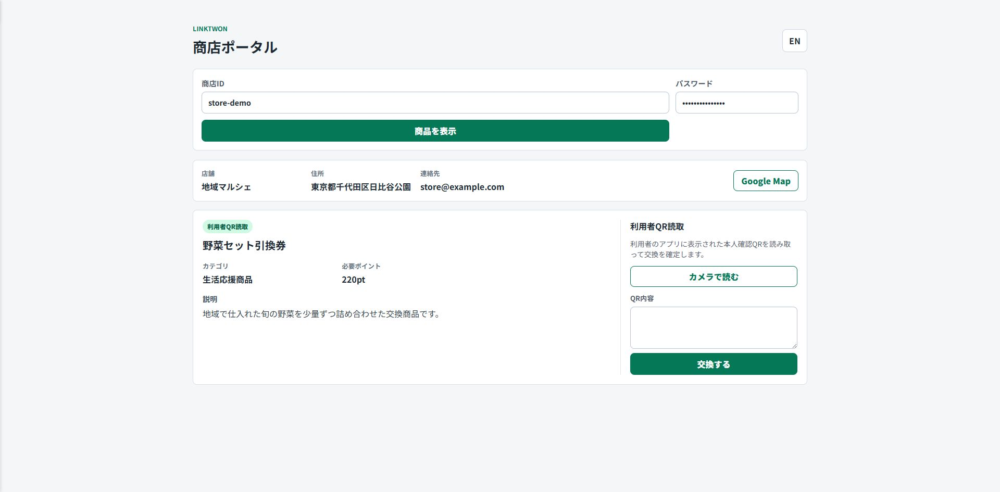 LINKTWON
商店ポータル
EN
商店ID
パスワード
store-demo
•••••••••••••••
商品を表示
店舗
住所
連絡先
地域マルシェ
東京都千代田区日比谷公園
store@example.com
Google Map
利用者QR読取
野菜セット引換券
カテゴリ
必要ポイント
生活応援商品
220pt
説明
地域で仕入れた旬の野菜を少量ずつ詰め合わせた交換商品です。
利用者QR読取
利用者のアプリに表示された本人確認QRを読み取
って交換を確定します。
カメラで読む
QR内容
交換する